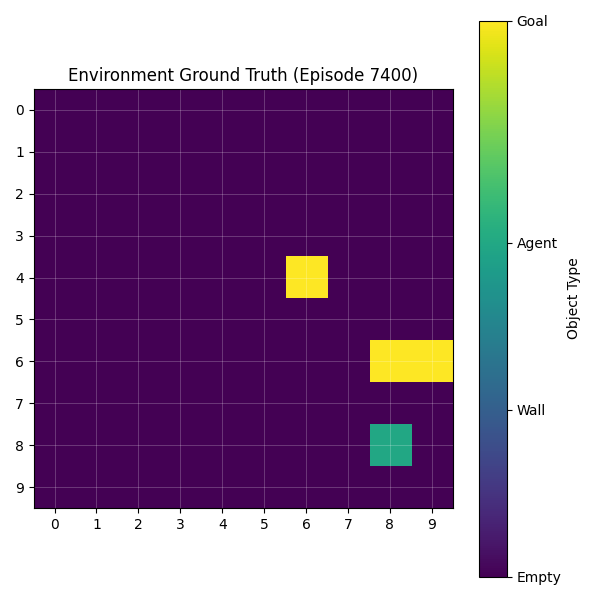 Environment Ground Truth (Episode 7400)
0
1
2
3
4
5
6
7
8
9
0 1 2 3 4 5 6 7 8 9
Goal
Agent
Wall
Empty
Object Type